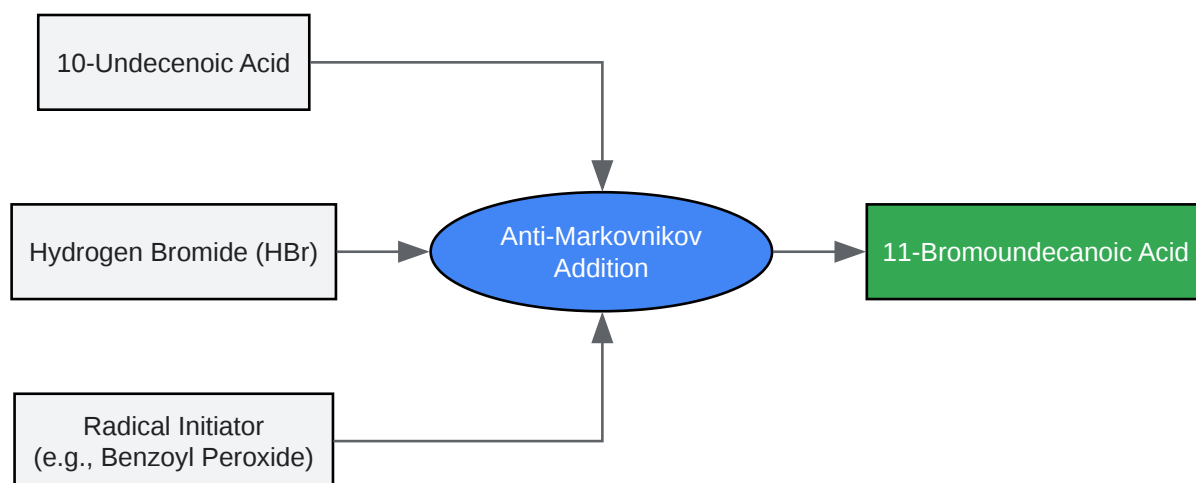 10-Undecenoic Acid
Hydrogen Bromide (HBr)
Anti-Markovnikov
Addition
11-Bromoundecanoic Acid
Radical Initiator
(e.g., Benzoyl Peroxide)